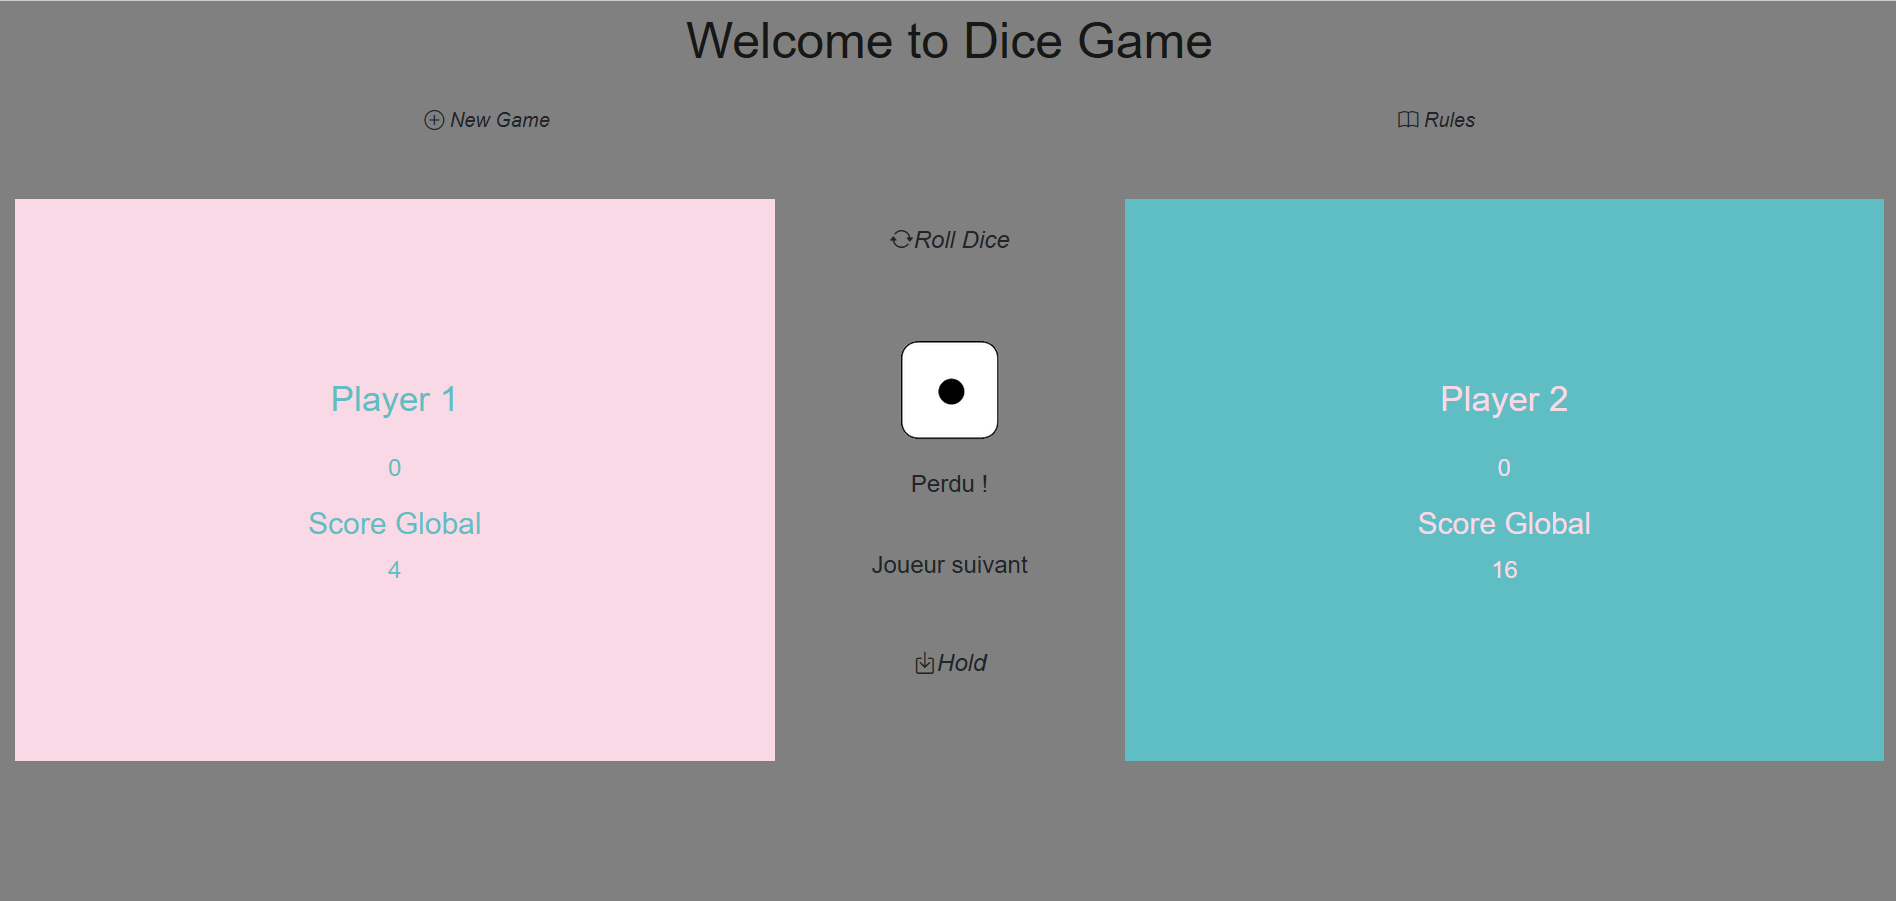 Welcome to Dice Game
New Game
Rules
Roll Dice
Player 1
0
Score Global
4
Perdu !
Joueur suivant
Hold
Player 2
0
Score Global
16